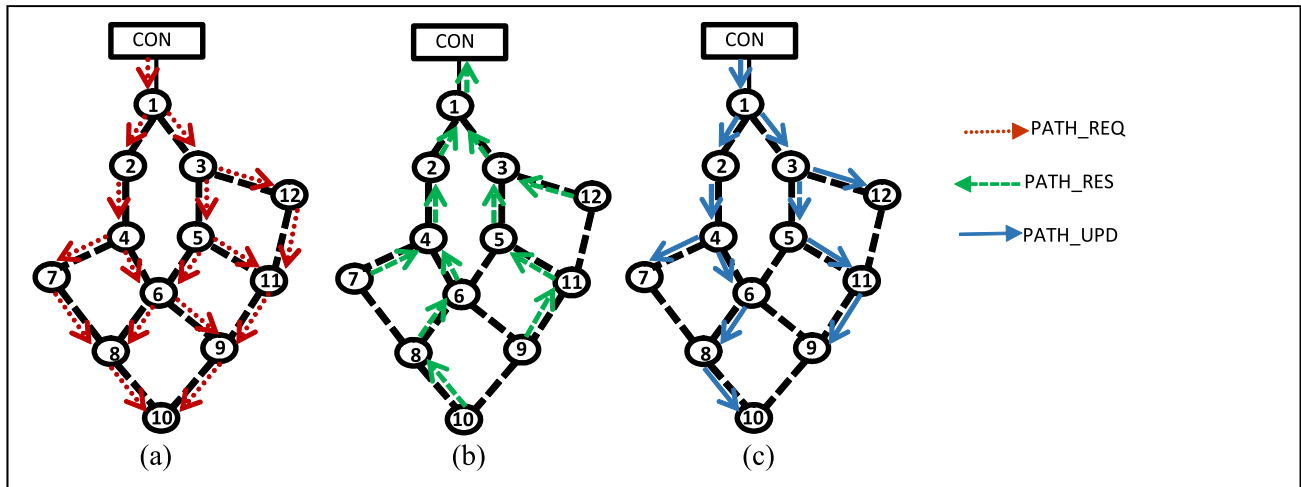 CON CON CON
1 1 1
PATH_REQ
2 3 2 3 2 3
PATH_RES
12 12 12
4 5 4 5 4 5
PATH_UPD
7 6 11 7 6 11 7 6 11
8 9 8 9 8 9
10 10 10
(a) (b) (c)